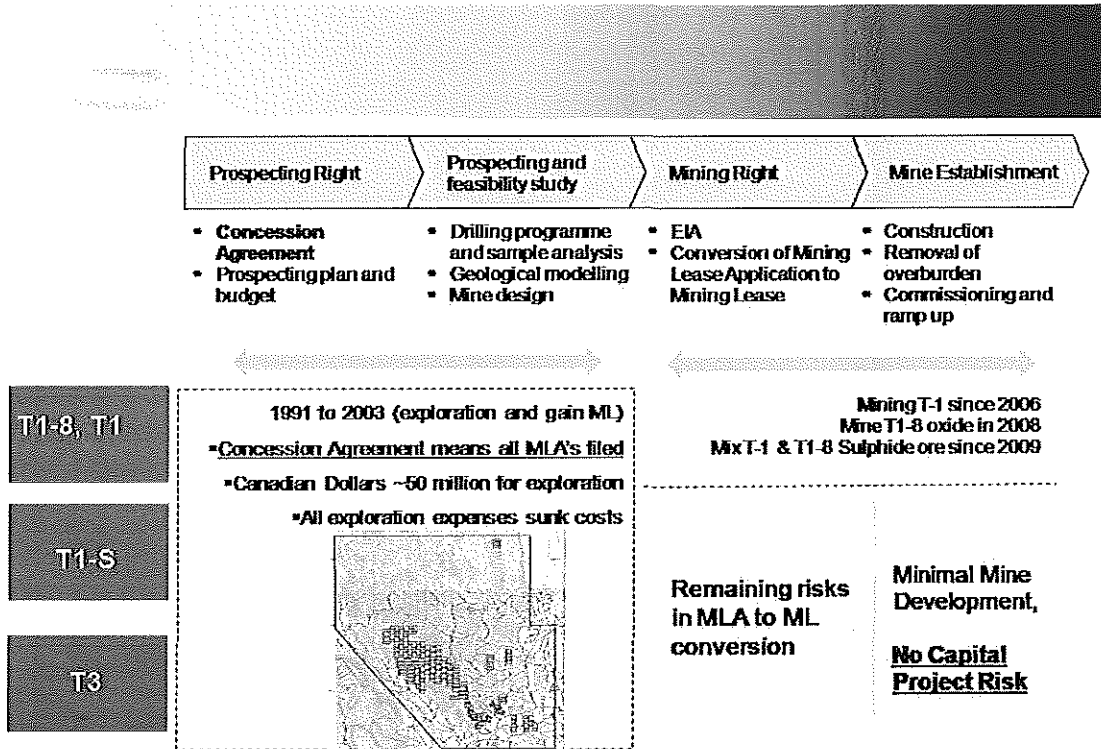 Prospecting Right
Prospecting and
feasibility study
Mining Right
Mine Establishment
▪ Concession
Agreement
▪ Prospecting plan and
budget
▪ Drilling programme
and sample analysis
▪ Geological modelling
▪ Mine design
▪ EIA
▪ Conversion of Mining
Lease Application to
Mining Lease
▪ Construction
▪ Removal of
overburden
▪ Commissioning and
ramp up
T1-8, T1
1991 to 2003 (exploration and gain ML)
▪Concession Agreement means all MLA's filed
▪Canadian Dollars ~50 million for exploration
▪All exploration expenses sunk costs
Mining T-1 since 2006
Mine T1-8 oxide in 2008
Mix T-1 & T1-8 Sulphide ore since 2009
T1-S
T3
Remaining risks
in MLA to ML
conversion
Minimal Mine
Development,
No Capital
Project Risk